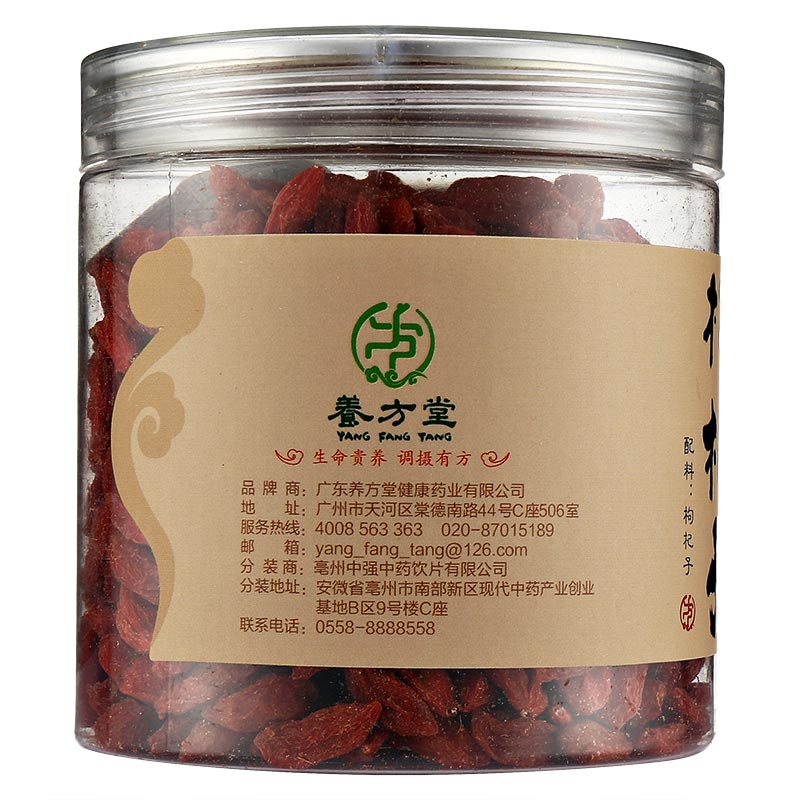 養方堂
YANG FANG TANG
生命贵养 调摄有方
品 牌 商：广东养方堂健康药业有限公司
地 址：广州市天河区棠德南路44号C座506室
服务热线：4008 563 363 020-87015189
邮 箱：yang_fang_tang@126.com
分 装 商：亳州中强中药饮片有限公司
分装地址：安微省亳州市南部新区现代中药产业创业
基地B区9号楼C座
联系电话：0558-8888558
配料：枸杞子